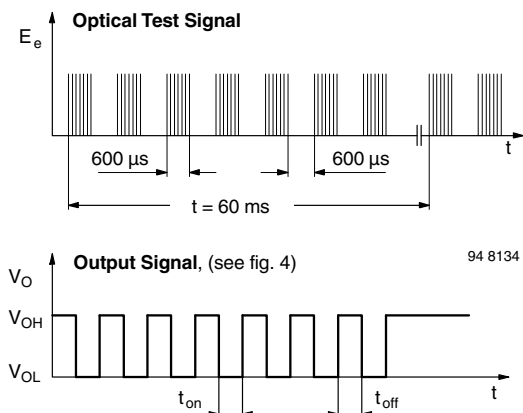 Optical Test Signal
E e
t
600 µs
600 µs
t = 60 ms
Output Signal, (see fig. 4)
94 8134
V O
V OH
V OL
t on
t off
t